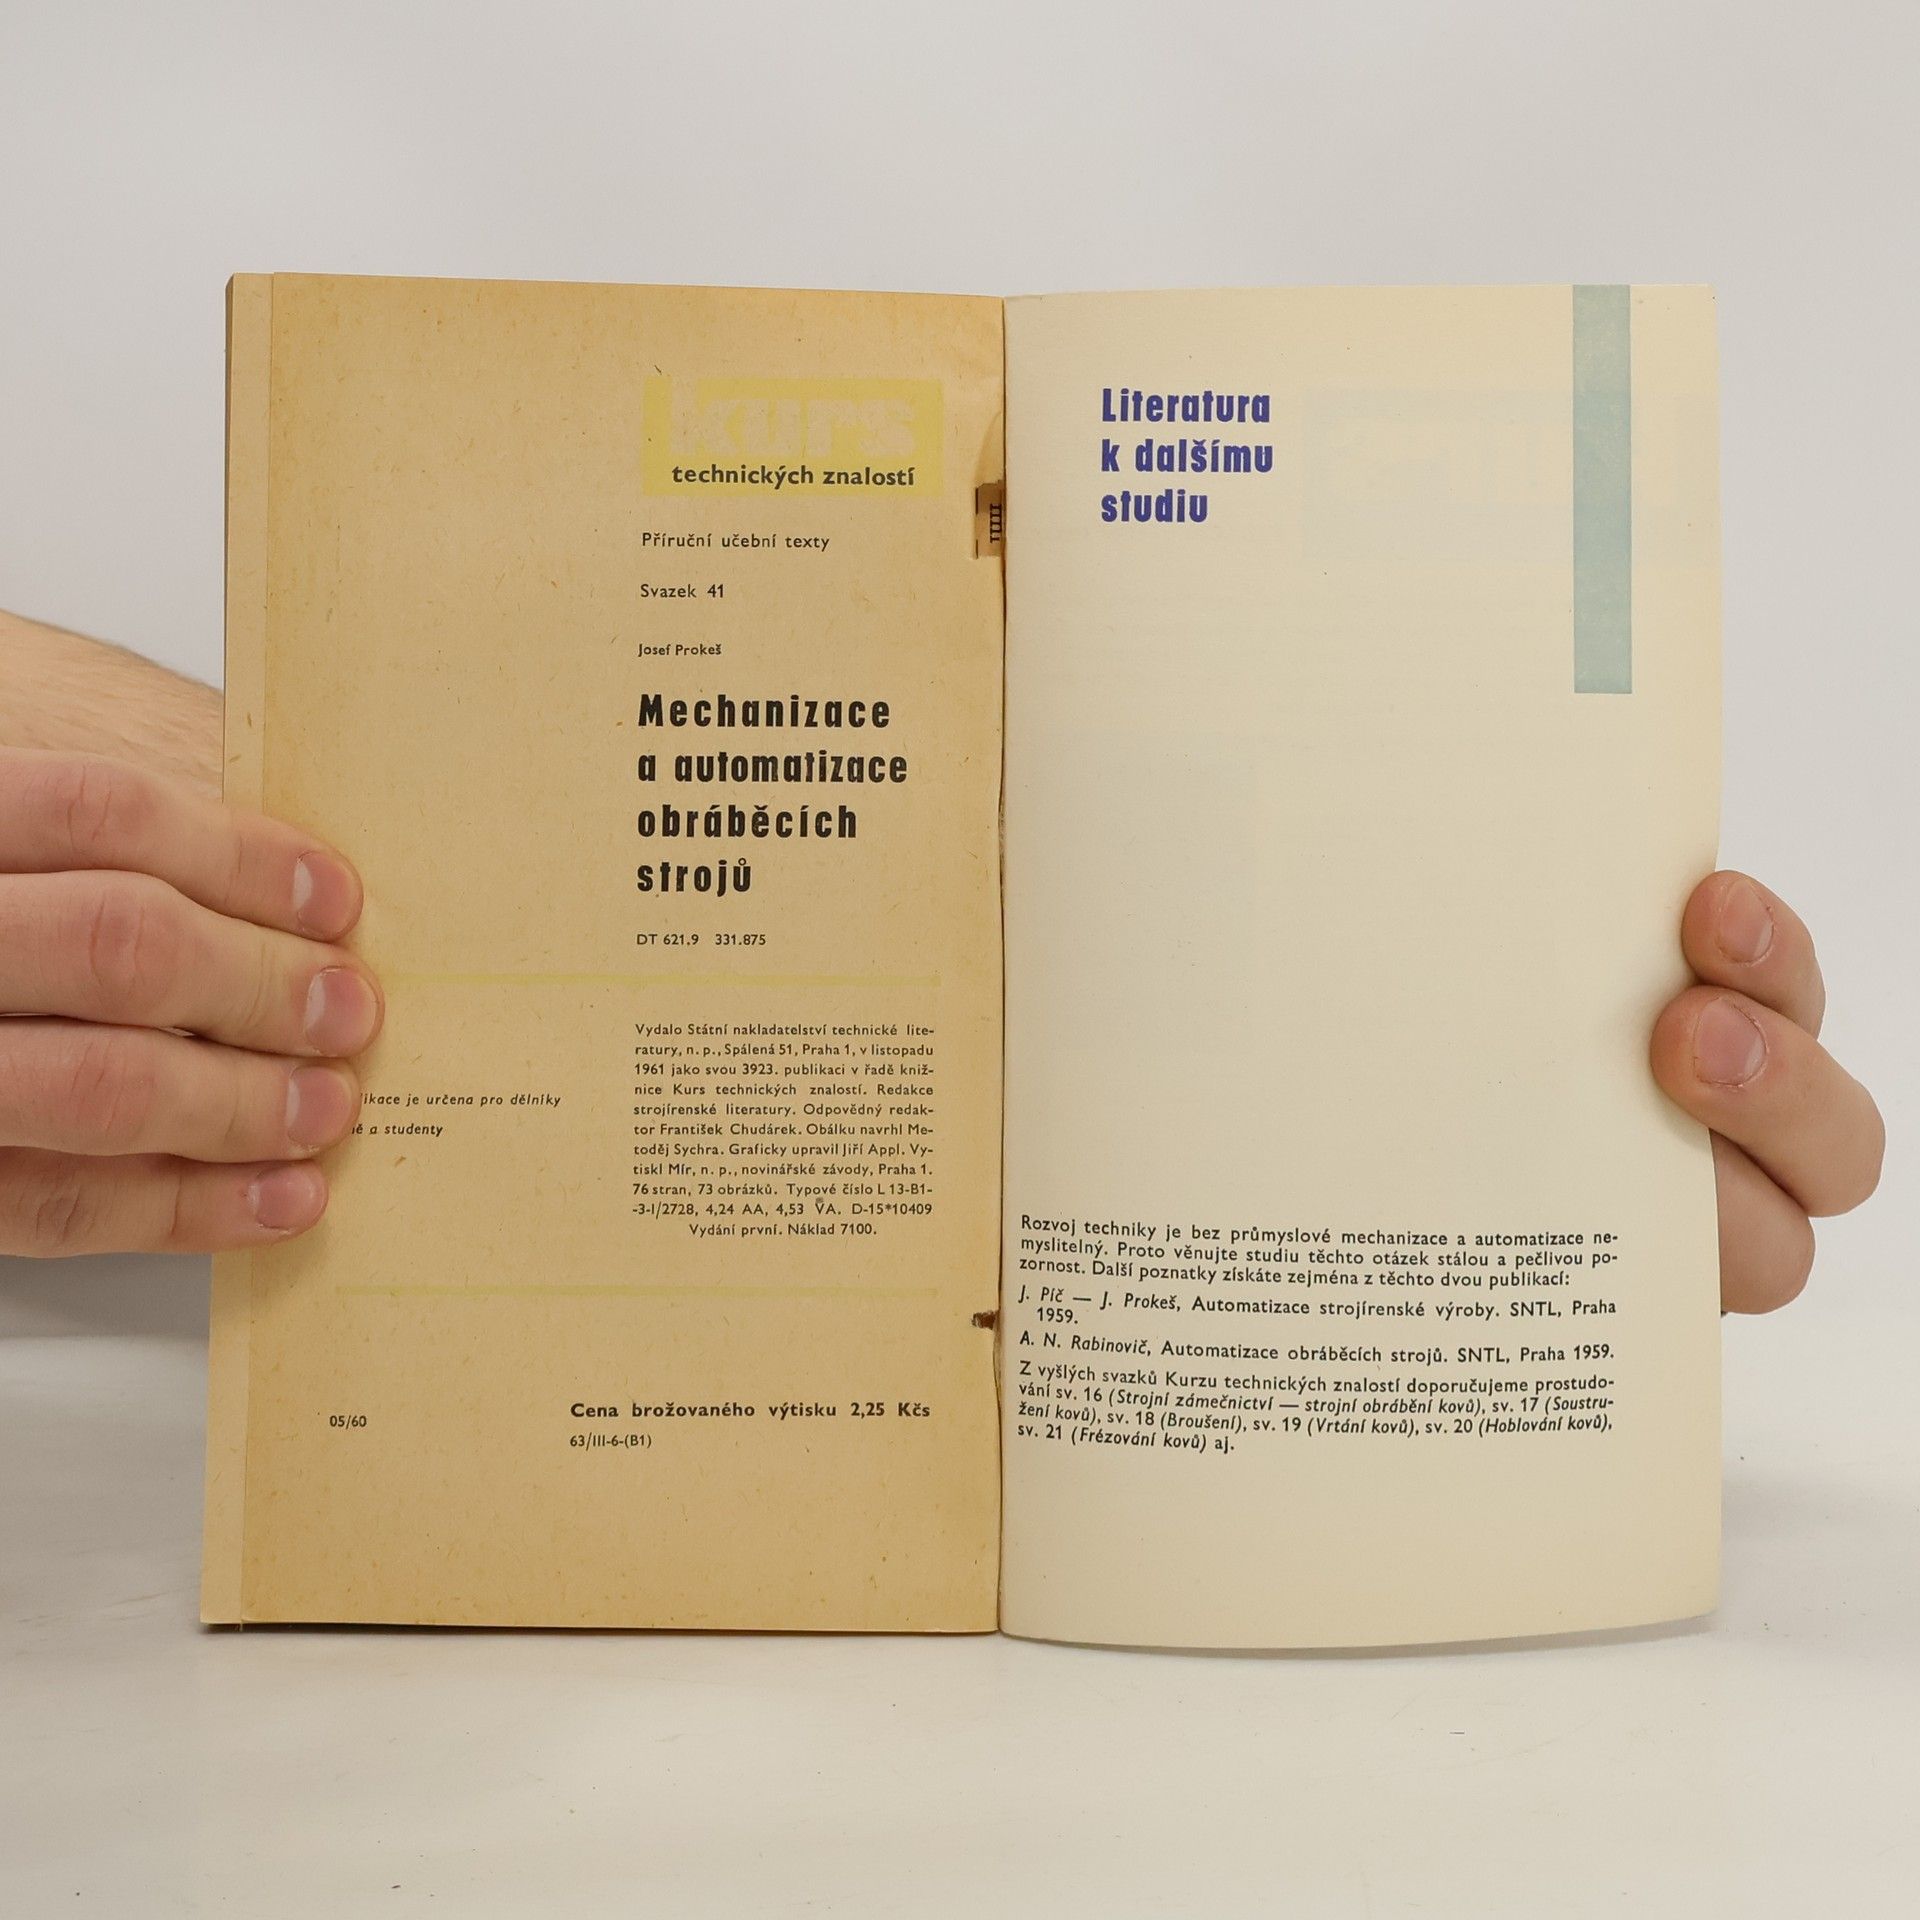 kurs
technických znalostí
Příruční učební texty
Svazek 41
Josef Prokeš
Mechanizace
a automatizace
obráběcích
strojů
DT 621.9 331.875
Vydalo Státní nakladatelství technické lite-
ratury, n. p., Spálená 51, Praha 1, v listopadu
1961 jako svou 3923. publikaci v řadě kniž-
nice Kurs technických znalostí. Redakce
strojírenské literatury. Odpovědný redak-
tor František Chudárek. Obálku navrhl Me-
toděj Sychra. Graficky upravil Jiří Appl. Vy-
tiskl Mír, n. p., novinářské závody, Praha 1.
76 stran, 73 obrázků. Typové číslo L 13-B1-
-3-I/2728, 4,24 AA, 4,53 VA. D-15*10409
Vydání první. Náklad 7100.
likace je určena pro dělníky
a studenty
Cena brožovaného výtisku 2,25 Kčs
05/60
63/III-6-(B1)
Literatura
k dalšímu
studiu
Rozvoj techniky je bez průmyslové mechanizace a automatizace ne-
myslitelný. Proto věnujte studiu těchto otázek stálou a pečlivou po-
zornost. Další poznatky získáte zejména z těchto dvou publikací:
J. Píč — J. Prokeš, Automatizace strojírenské výroby. SNTL, Praha
1959.
A. N. Rabinovič, Automatizace obráběcích strojů. SNTL, Praha 1959.
Z vyšlých svazků Kurzu technických znalostí doporučujeme prostudo-
vání sv. 16 (Strojní zámečnictví — strojní obrábění kovů), sv. 17 (Soustru-
žení kovů), sv. 18 (Broušení), sv. 19 (Vrtání kovů), sv. 20 (Hoblování kovů),
sv. 21 (Frézování kovů) aj.